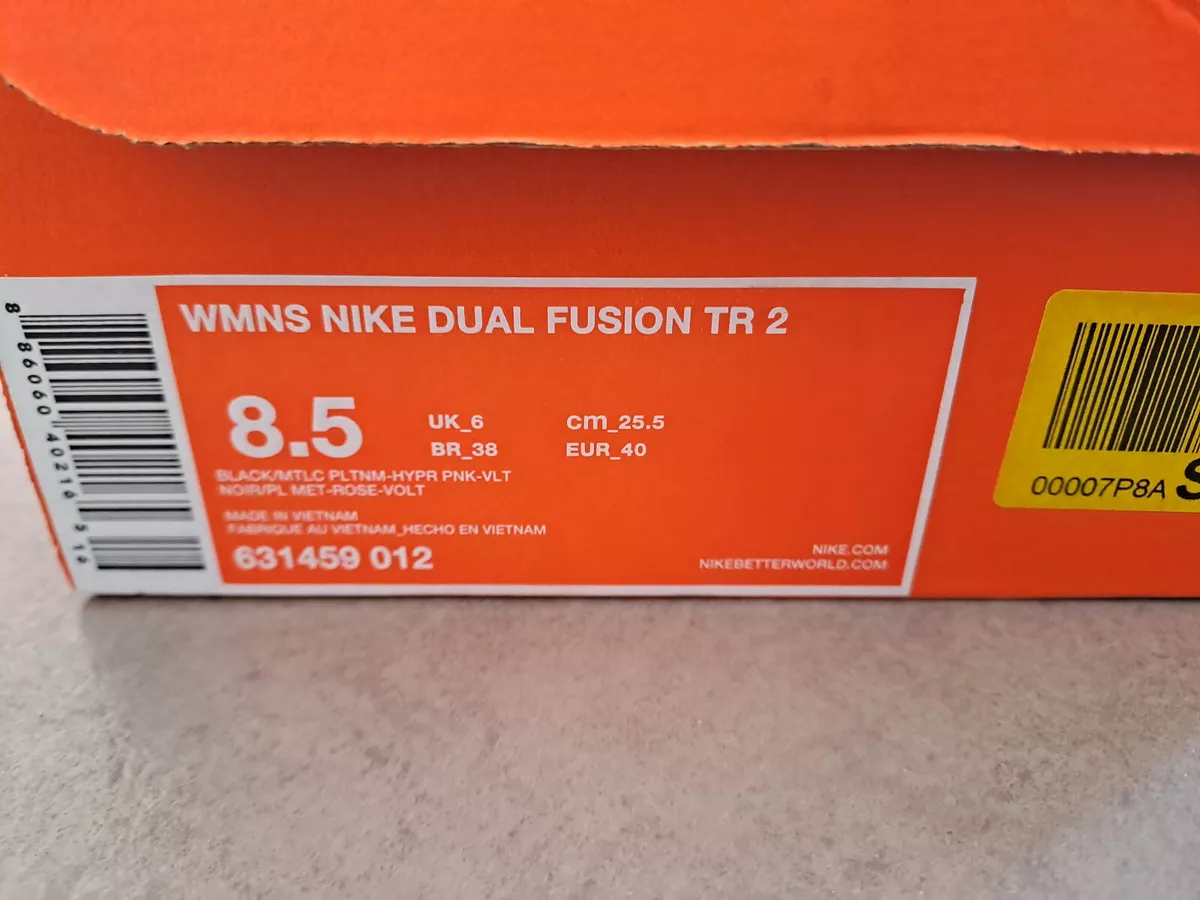 WMNS NIKE DUAL FUSION TR 2
8.5
UK_6
cm_25.5
BR_38
EUR_40
BLACK/MTLC PLTNM-HYPR PNK-VLT
NOIR/PL MET-ROSE-VOLT
MADE IN VIETNAM
FABRIQUE AU VIETNAM_HECHO EN VIETNAM
631459 012
NIKE.COM
NIKEBETTERWORLD.COM
00007P8A